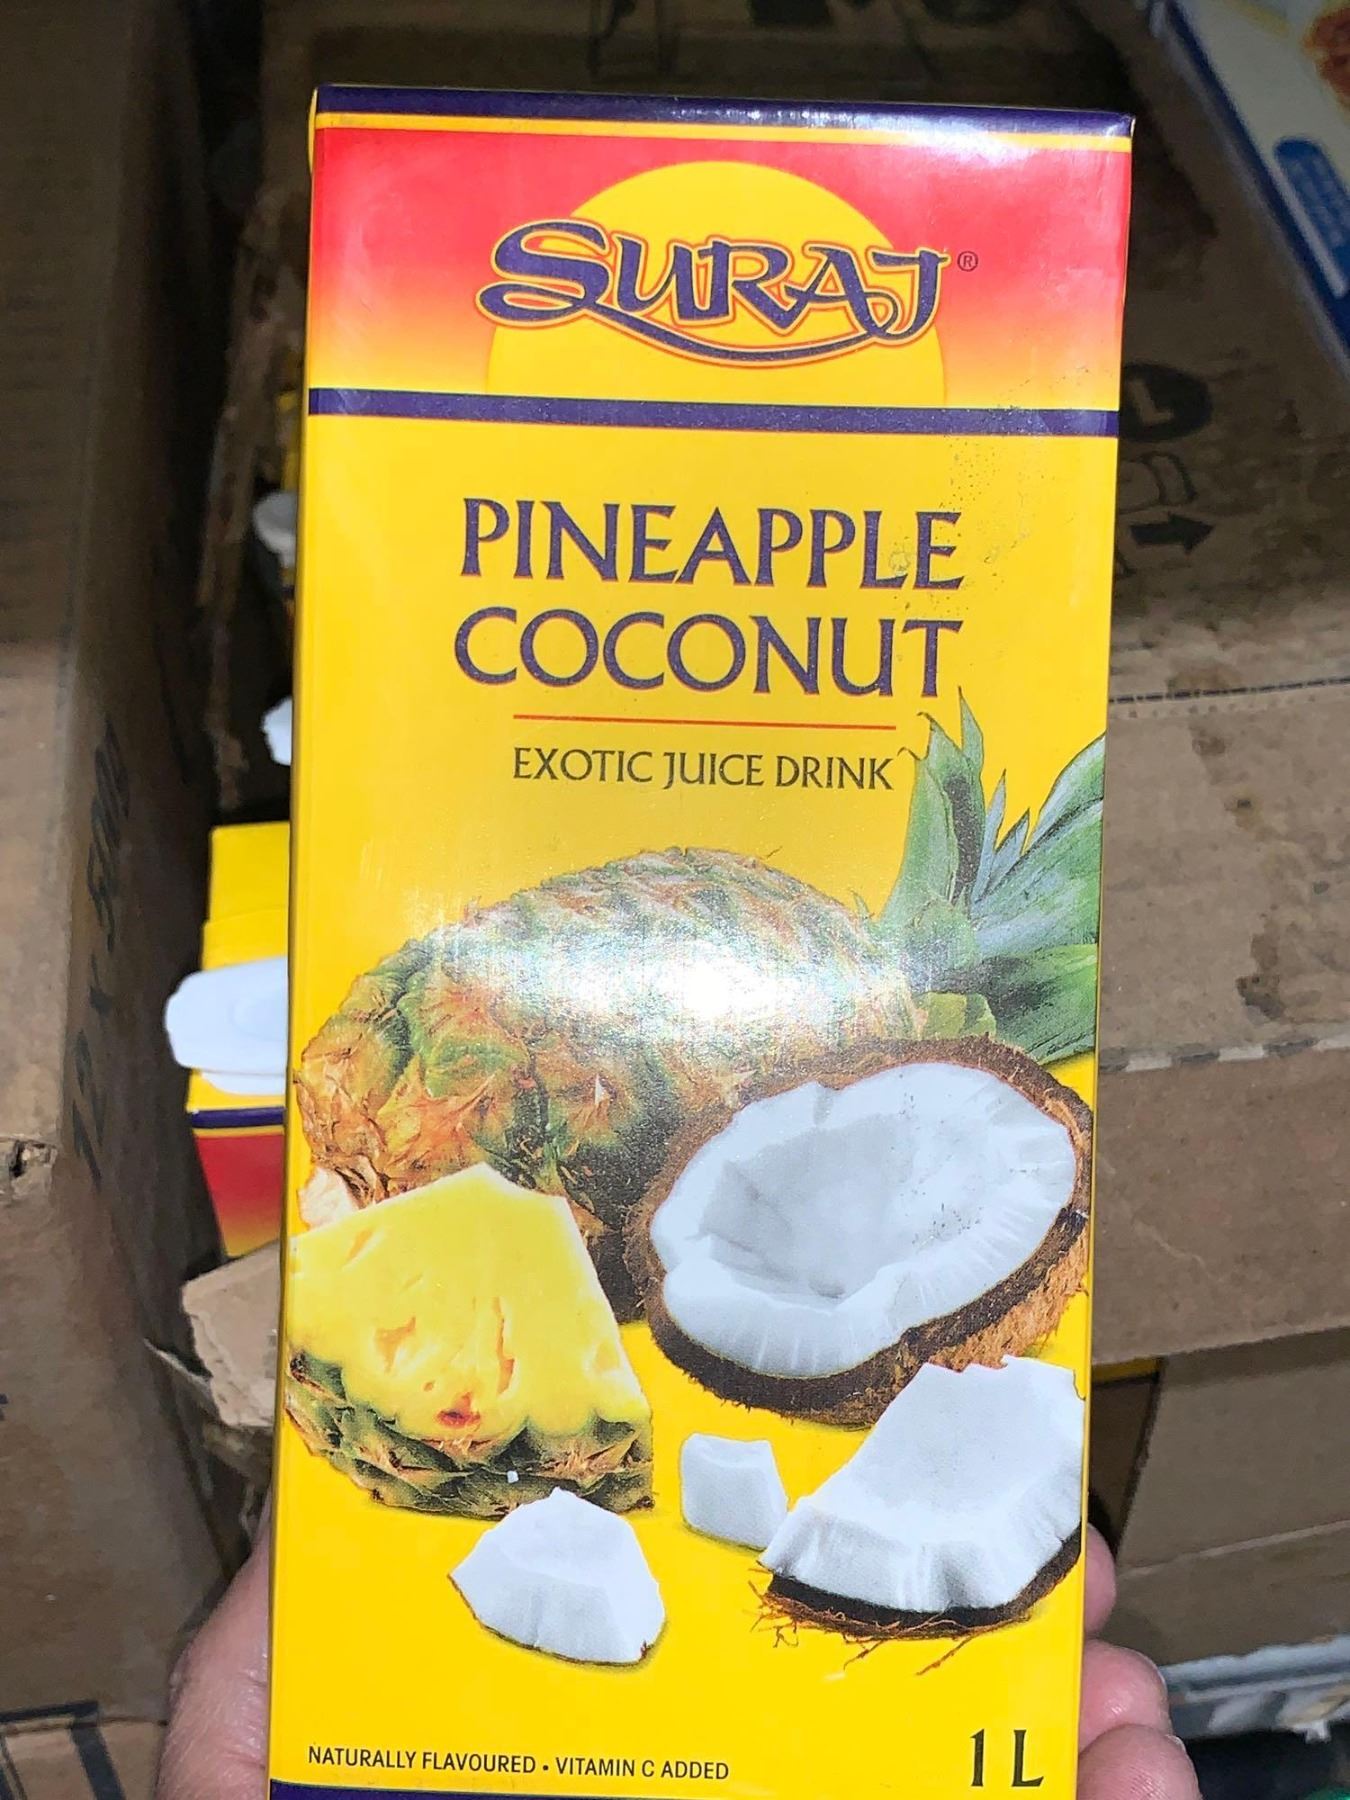 SURAJ®
PINEAPPLE
COCONUT
EXOTIC JUICE DRINK
NATURALLY FLAVOURED • VITAMIN C ADDED
1 L